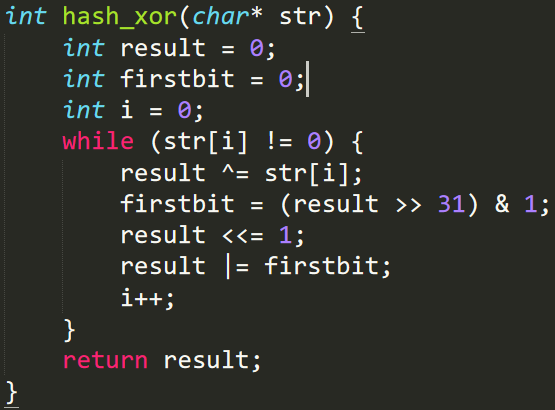 int hash_xor(char* str) {
    int result = 0;
    int firstbit = 0;
    int i = 0;
    while (str[i] != 0) {
        result ^= str[i];
        firstbit = (result >> 31) & 1;
        result <<= 1;
        result |= firstbit;
        i++;
    }
    return result;
}